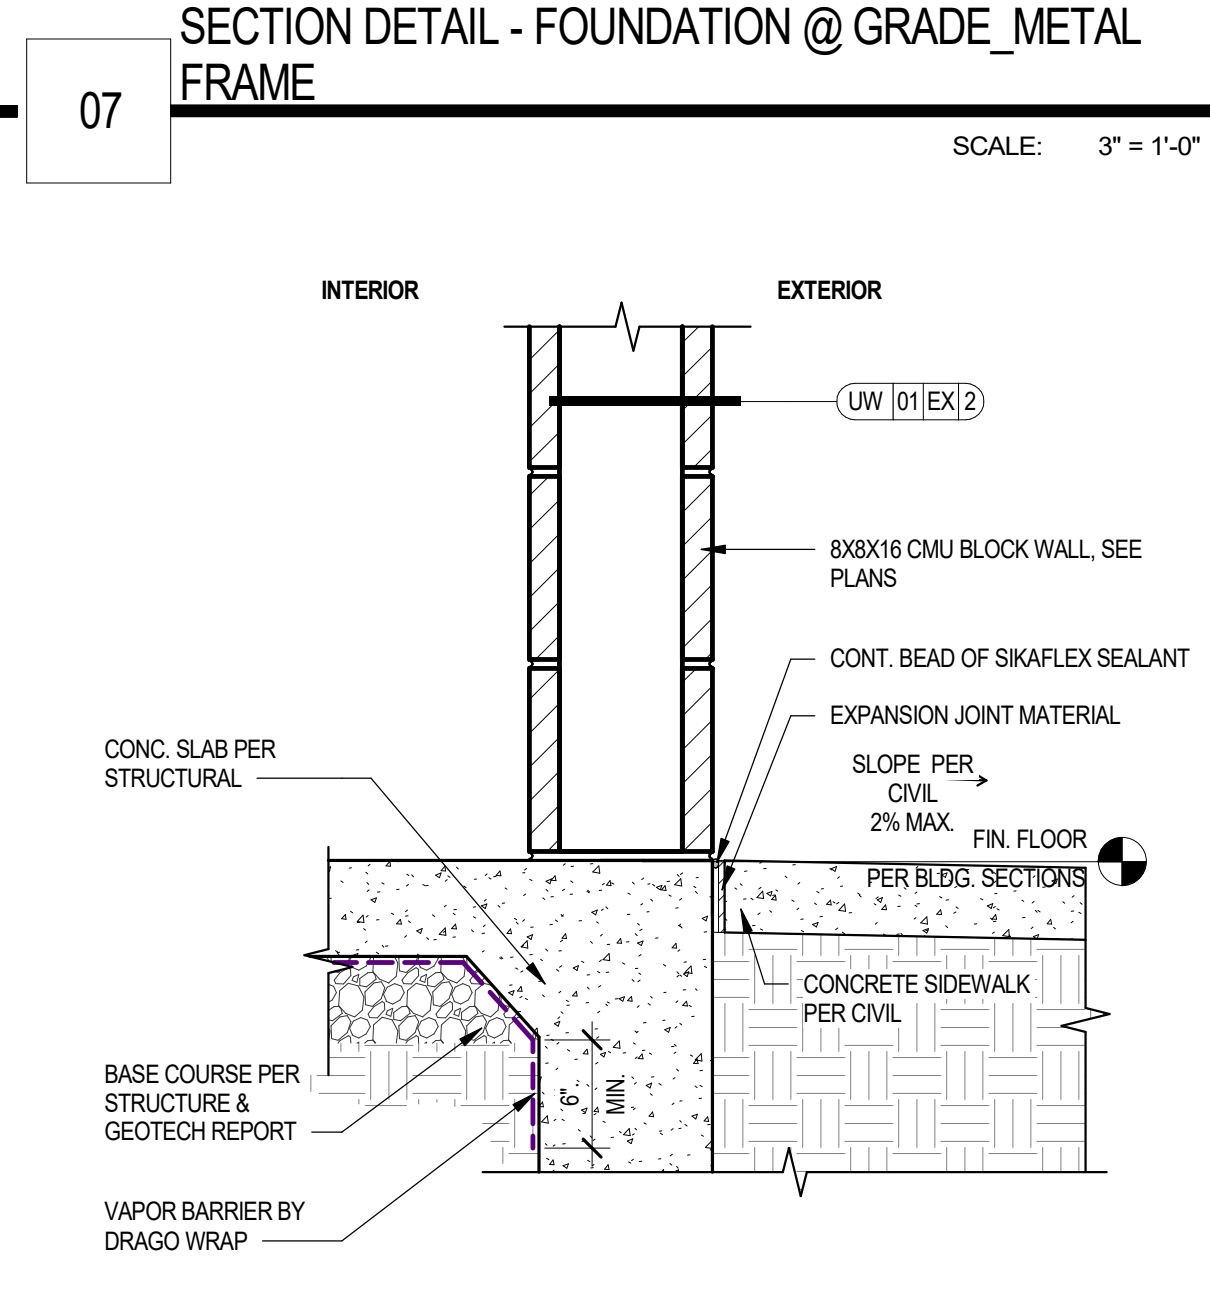 SECTION DETAIL - FOUNDATION @ GRADE_METAL
FRAME
07
SCALE: 3" = 1'-0"
INTERIOR
EXTERIOR
UW 01 EX 2
8X8X16 CMU BLOCK WALL, SEE
PLANS
CONT. BEAD OF SIKAFLEX SEALANT
EXPANSION JOINT MATERIAL
CONC. SLAB PER
STRUCTURAL
SLOPE PER
CIVIL
2% MAX.
FIN. FLOOR
PER BLDG. SECTIONS
CONCRETE SIDEWALK
PER CIVIL
BASE COURSE PER
STRUCTURE &
GEOTECH REPORT
6"
MIN.
VAPOR BARRIER BY
DRAGO WRAP